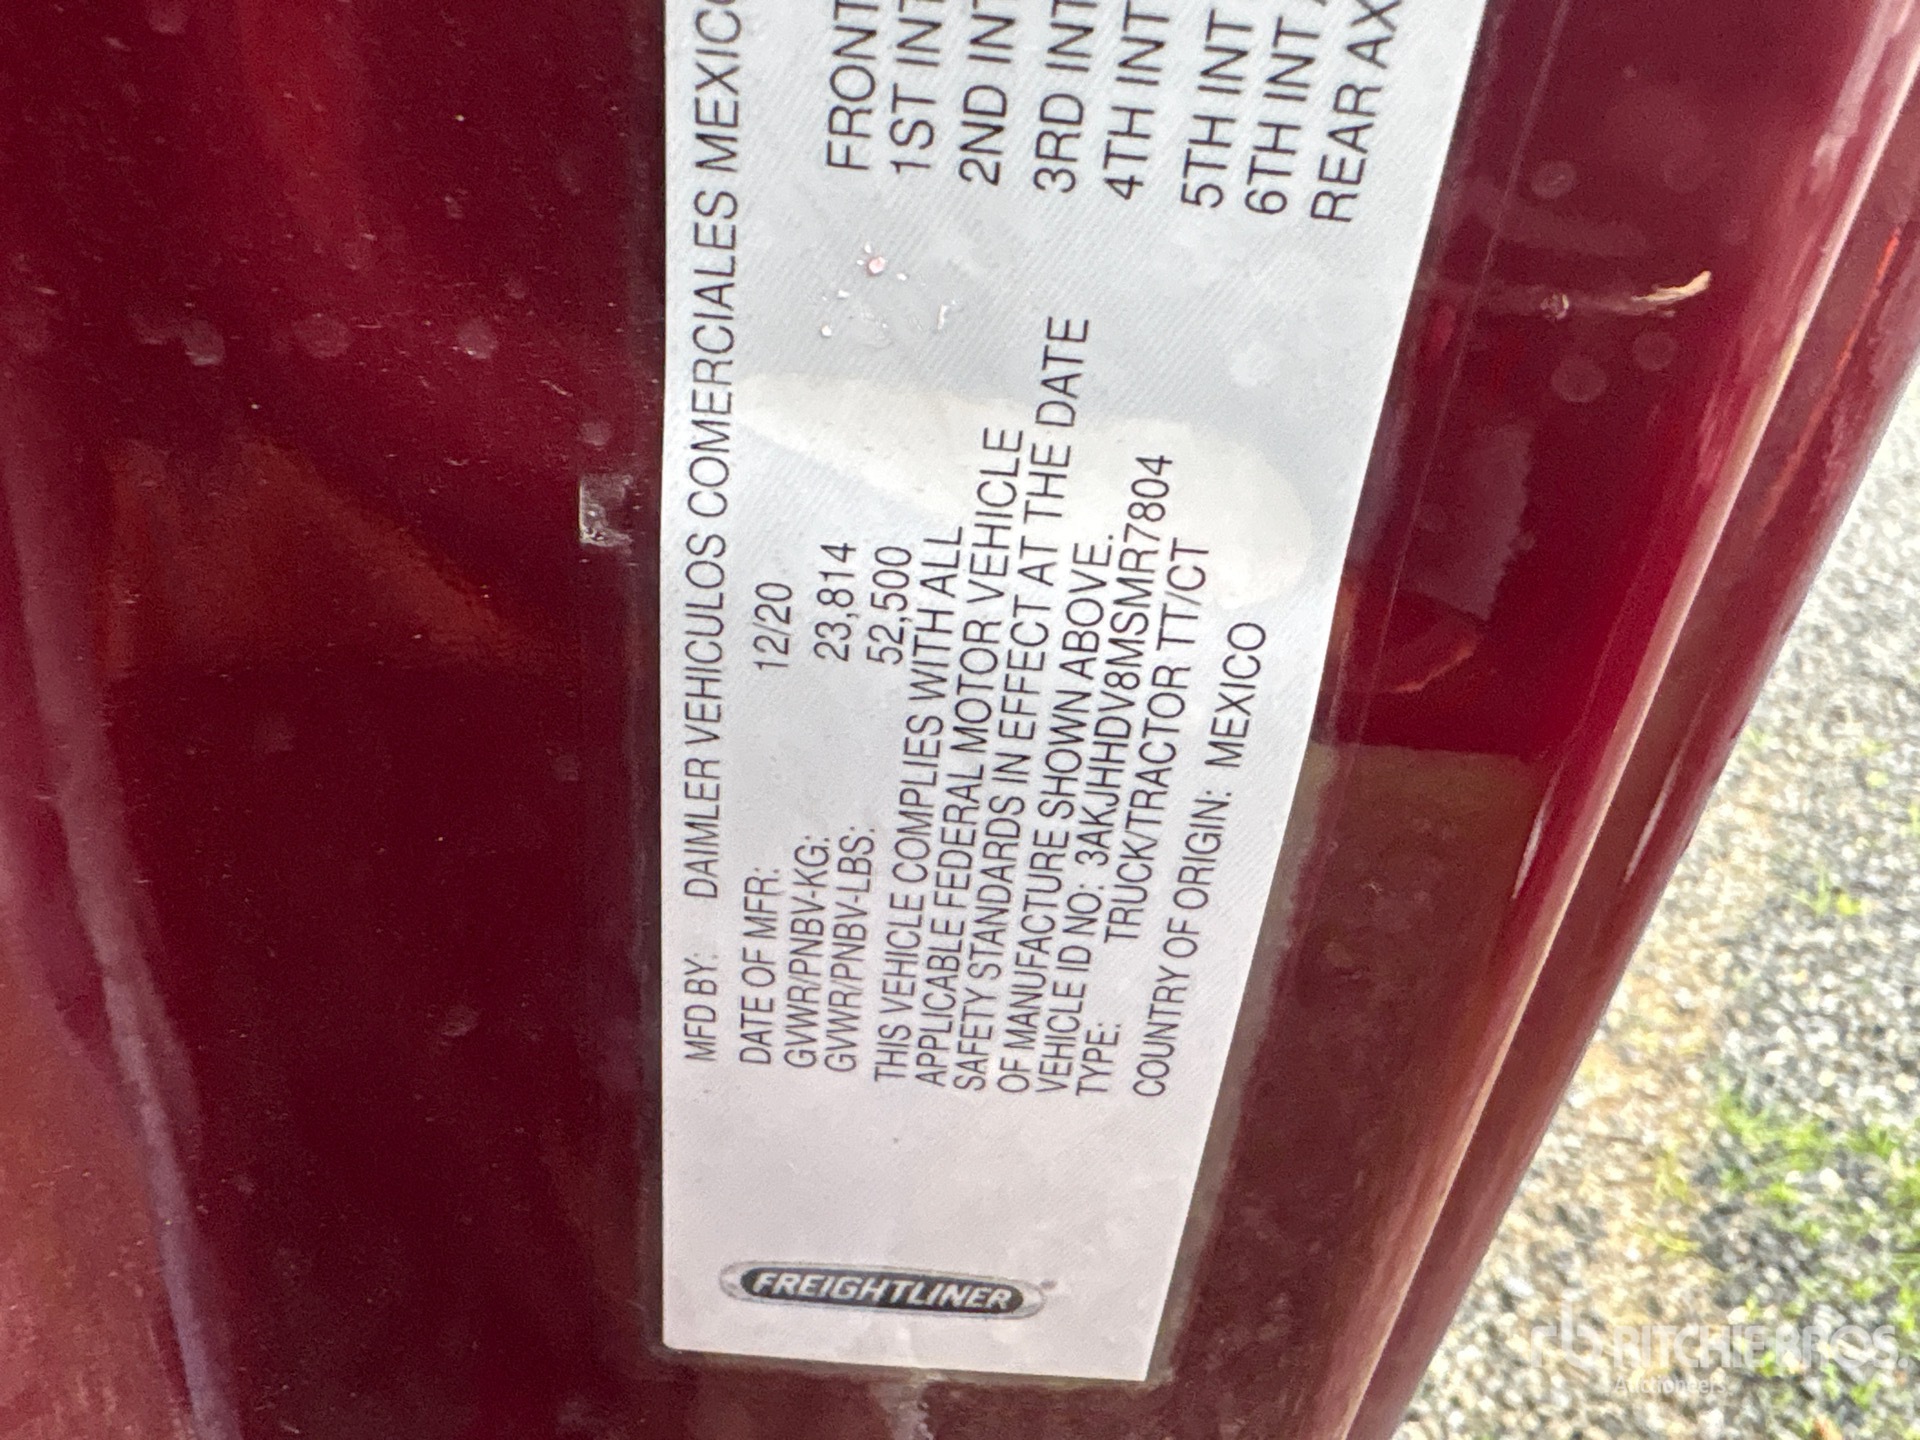 MFD BY: DAIMLER VEHICULOS COMERCIALES MEXICO
DATE OF MFR: 12/20
GVWR/PNBV-KG: 23,814
GVWR/PNBV-LBS: 52,500
THIS VEHICLE COMPLIES WITH ALL
APPLICABLE FEDERAL MOTOR VEHICLE
SAFETY STANDARDS IN EFFECT AT THE DATE
OF MANUFACTURE SHOWN ABOVE.
VEHICLE ID NO: 3AKJHHDV8MSMR7804
TYPE: TRUCK/TRACTOR TT/CT
COUNTRY OF ORIGIN: MEXICO
FRONT
1ST INT
2ND INT
3RD INT
4TH INT
5TH INT
6TH INT
REAR AX
FREIGHTLINER
rb RITCHIE BROS.
Auctioneers